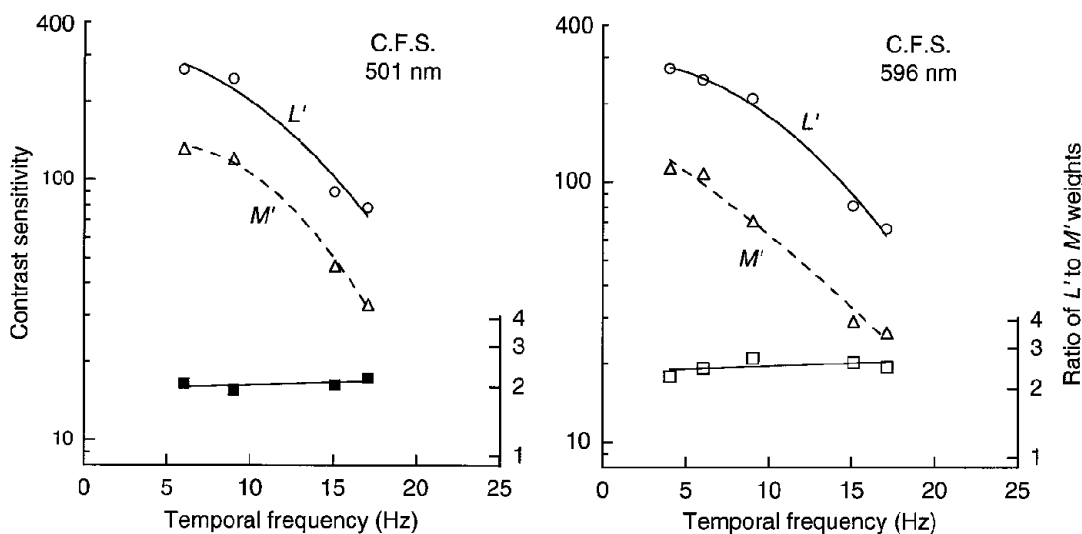 400
C.F.S.
501 nm
L'
100
M'
Contrast sensitivity
4
3
2
1
10
0 5 10 15 20 25
Temporal frequency (Hz)
400
C.F.S.
596 nm
L'
100
M'
4
3
2
1
10
0 5 10 15 20 25
Temporal frequency (Hz)
Ratio of L' to M' weights